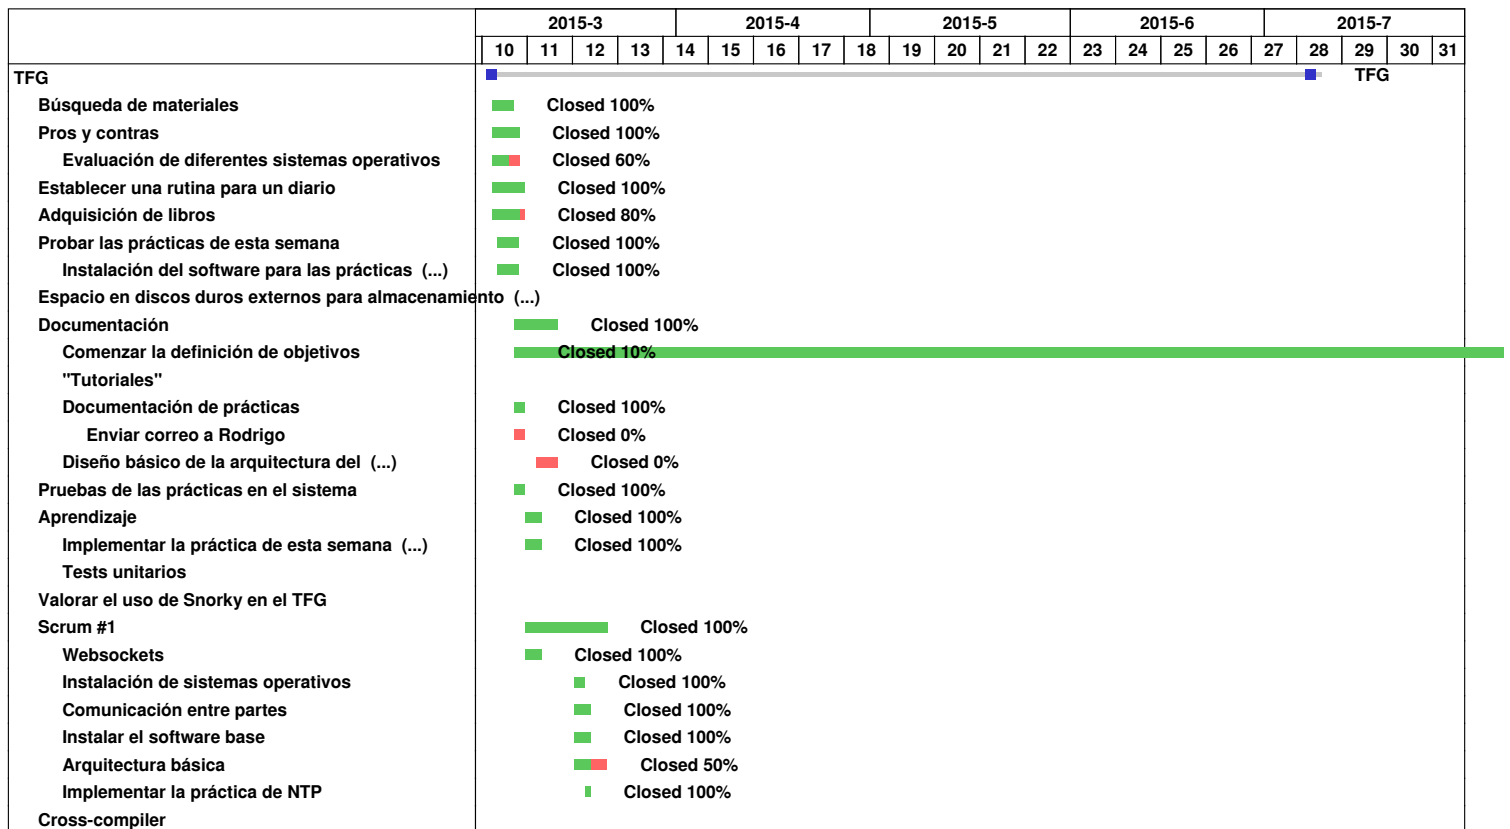 2015-3 2015-4 2015-5 2015-6 2015-7
10 11 12 13 14 15 16 17 18 19 20 21 22 23 24 25 26 27 28 29 30 31
TFG TFG
Búsqueda de materiales Closed 100%
Pros y contras Closed 100%
Evaluación de diferentes sistemas operativos Closed 60%
Establecer una rutina para un diario Closed 100%
Adquisición de libros Closed 80%
Probar las prácticas de esta semana Closed 100%
Instalación del software para las prácticas (...) Closed 100%
Espacio en discos duros externos para almacenamiento (...)
Documentación Closed 100%
Comenzar la definición de objetivos Closed 10%
"Tutoriales"
Documentación de prácticas Closed 100%
Enviar correo a Rodrigo Closed 0%
Diseño básico de la arquitectura del (...) Closed 0%
Pruebas de las prácticas en el sistema Closed 100%
Aprendizaje Closed 100%
Implementar la práctica de esta semana (...) Closed 100%
Tests unitarios
Valorar el uso de Snorky en el TFG
Scrum #1 Closed 100%
Websockets Closed 100%
Instalación de sistemas operativos Closed 100%
Comunicación entre partes Closed 100%
Instalar el software base Closed 100%
Arquitectura básica Closed 50%
Implementar la práctica de NTP Closed 100%
Cross-compiler